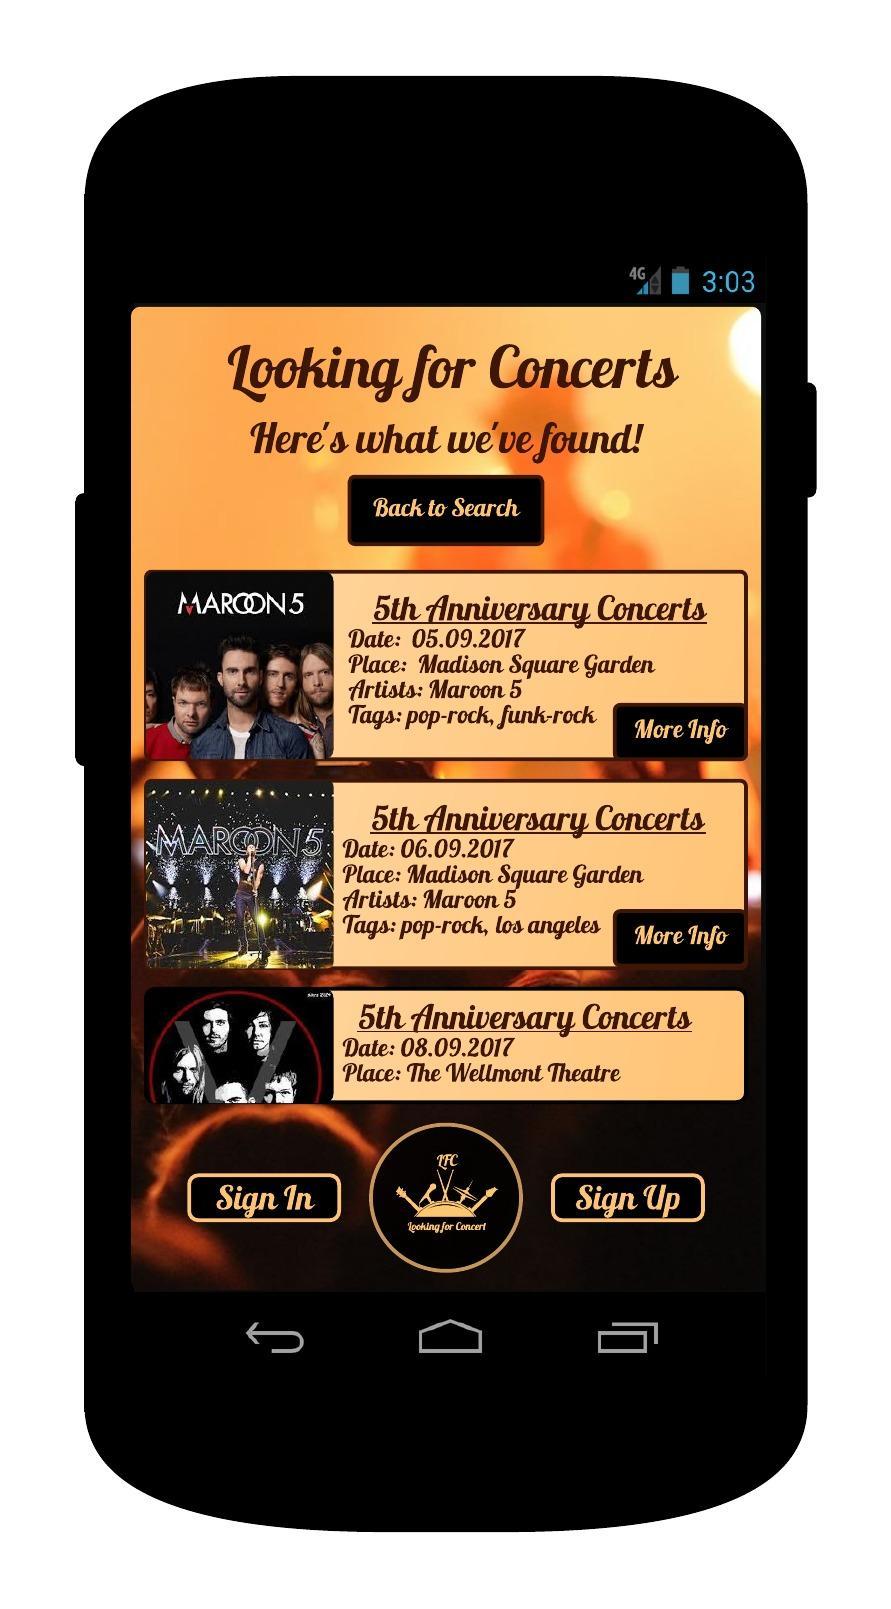 4G 3:03
Looking for Concerts
Here's what we've found!
Back to Search
MAROON 5
5th Anniversary Concerts
Date: 05.09.2017
Place: Madison Square Garden
Artists: Maroon 5
Tags: pop-rock, funk-rock
More Info
MAROON 5
5th Anniversary Concerts
Date: 06.09.2017
Place: Madison Square Garden
Artists: Maroon 5
Tags: pop-rock, los angeles
More Info
V
5th Anniversary Concerts
Date: 08.09.2017
Place: The Wellmont Theatre
Sign In
LFC
Looking for Concert
Sign Up